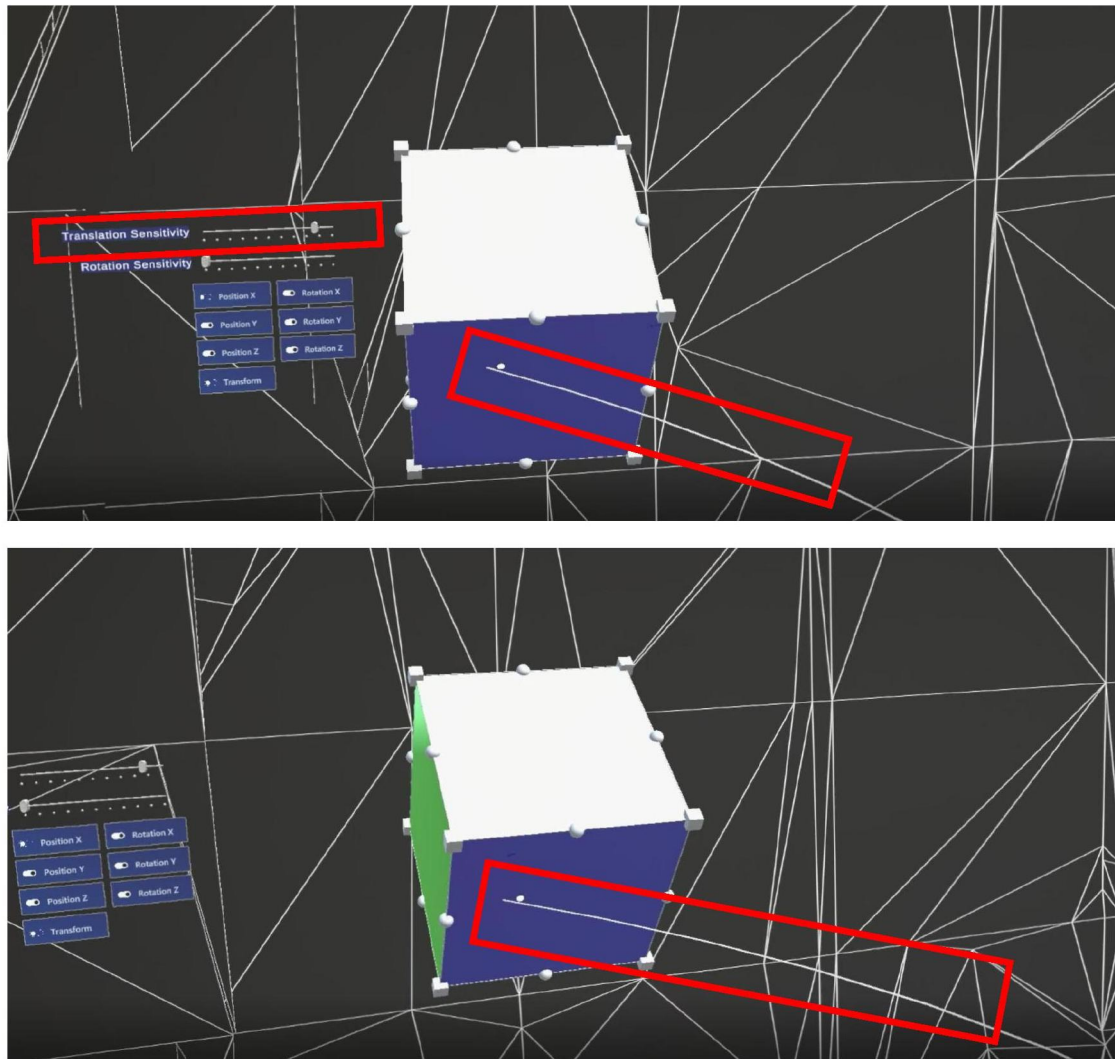 Translation Sensitivity
Rotation Sensitivity
Position X Rotation X
Position Y Rotation Y
Position Z Rotation Z
Transform
Position X Rotation X
Position Y Rotation Y
Position Z Rotation Z
Transform